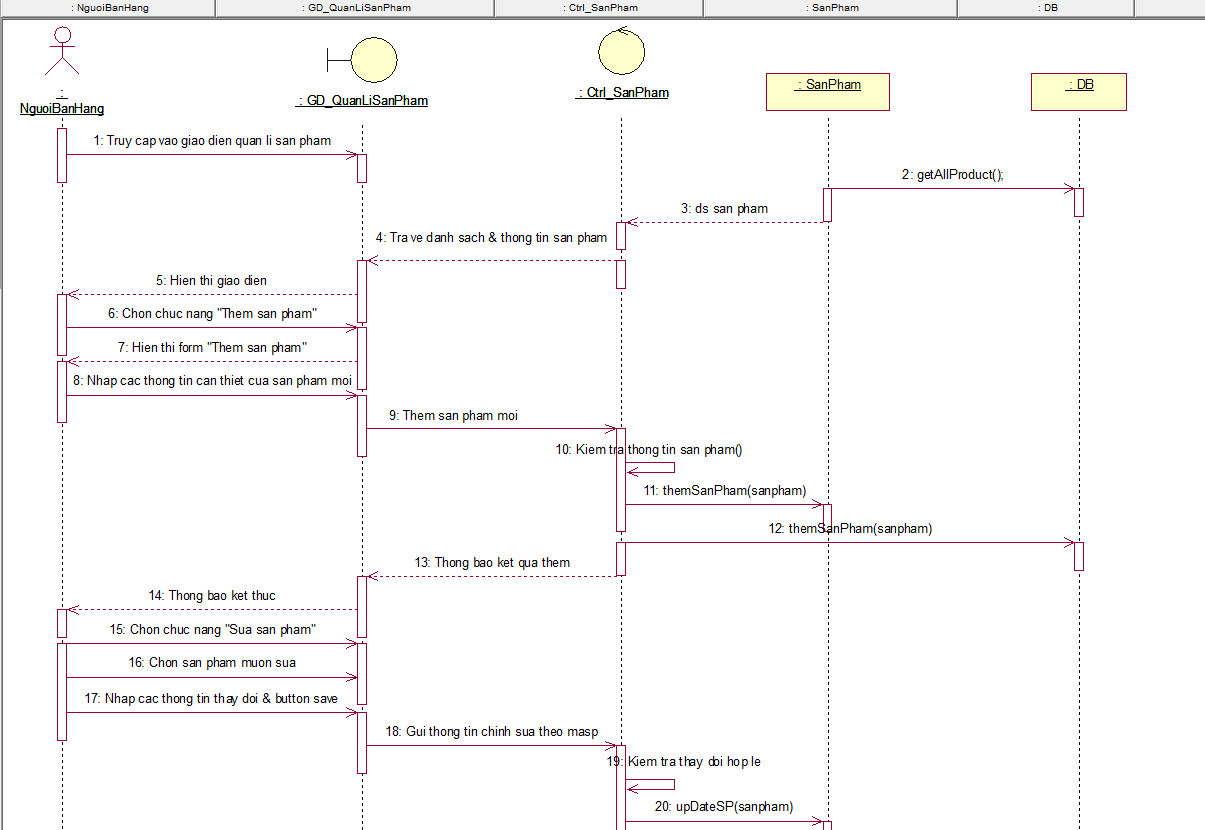 : NguoiBanHang
: GD_QuanLiSanPham
: Ctrl_SanPham
: SanPham
: DB
:
NguoiBanHang
: GD_QuanLiSanPham
: Ctrl_SanPham
: SanPham
: DB
1: Truy cap vao giao dien quan li san pham
2: getAllProduct();
3: ds san pham
4: Tra ve danh sach & thong tin san pham
5: Hien thi giao dien
6: Chon chuc nang "Them san pham"
7: Hien thi form "Them san pham"
8: Nhap cac thong tin can thiet cua san pham moi
9: Them san pham moi
10: Kiem tra thong tin san pham()
11: themSanPham(sanpham)
12: themSanPham(sanpham)
13: Thong bao ket qua them
14: Thong bao ket thuc
15: Chon chuc nang "Sua san pham"
16: Chon san pham muon sua
17: Nhap cac thong tin thay doi & button save
18: Gui thong tin chinh sua theo masp
19: Kiem tra thay doi hop le
20: upDateSP(sanpham)